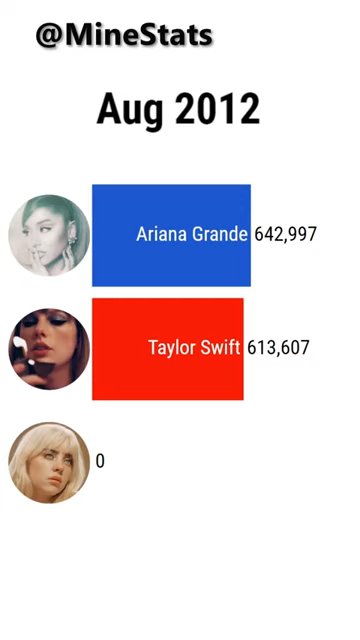 @MineStats
Aug 2012
Ariana Grande 642,997
Taylor Swift 613,607
0